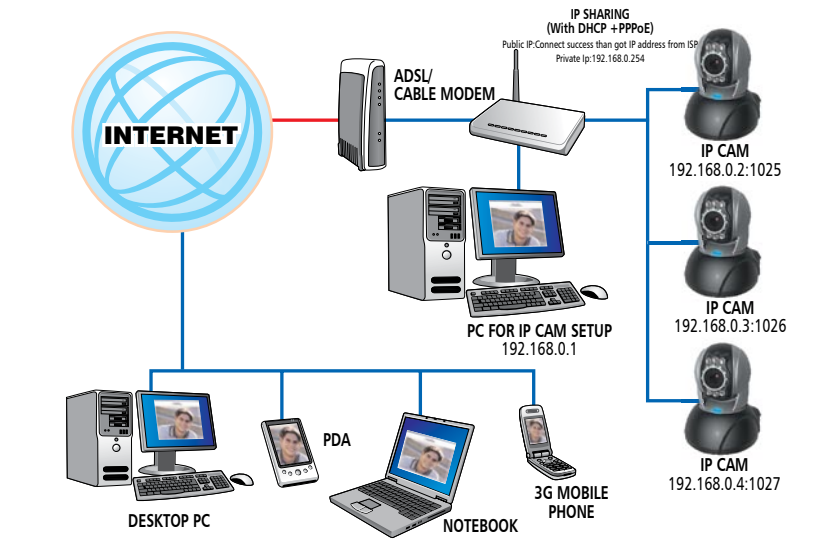 IP SHARING
(With DHCP +PPPoE)
Public IP:Connect success than got IP address from ISP
Private Ip:192.168.0.254
ADSL/
CABLE MODEM
INTERNET
IP CAM
192.168.0.2:1025
IP CAM
192.168.0.3:1026
PC FOR IP CAM SETUP
192.168.0.1
IP CAM
192.168.0.4:1027
PDA
3G MOBILE
PHONE
DESKTOP PC
NOTEBOOK